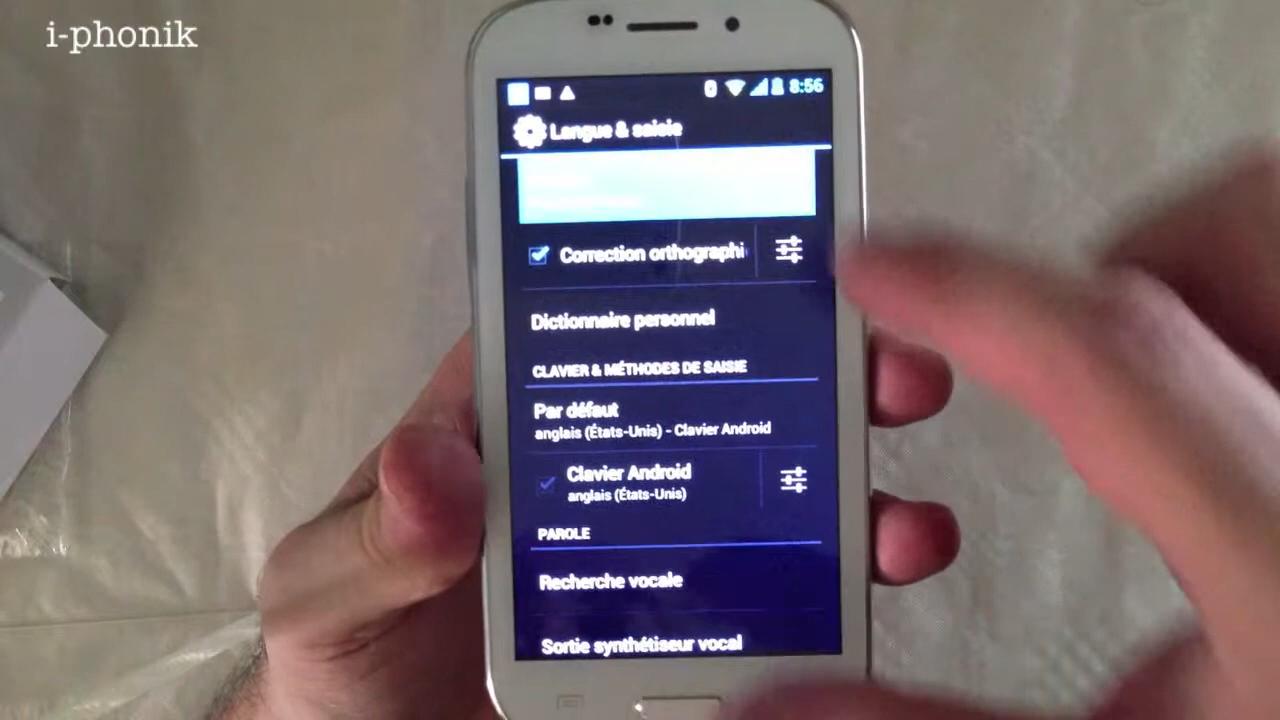 i-phonik
8:56
Langue & saisie
Correction orthographi
Dictionnaire personnel
CLAVIER & MÉTHODES DE SAISIE
Par défaut
anglais (États-Unis) - Clavier Android
Clavier Android
anglais (États-Unis)
PAROLE
Recherche vocale
Sortie synthétiseur vocal